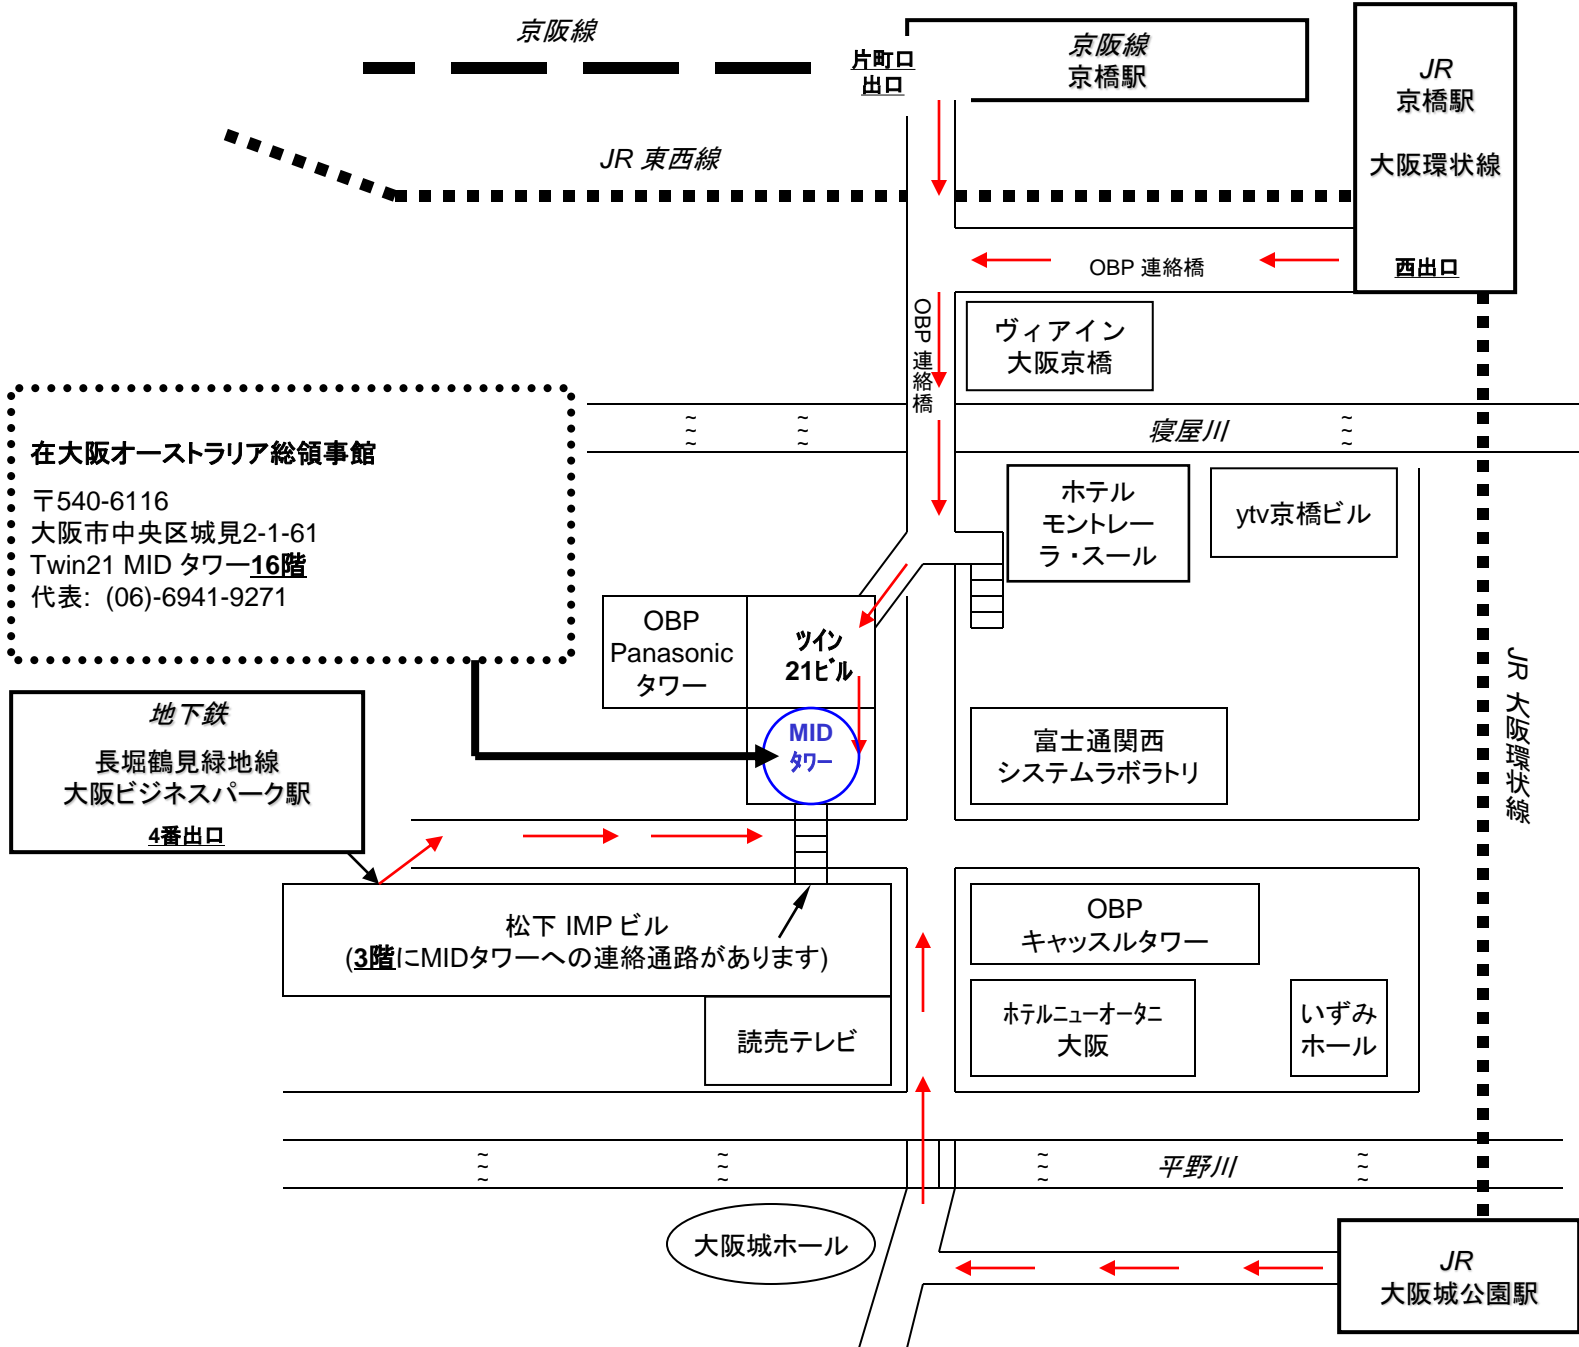 京阪線
片町口
出口
京阪線
京橋駅
JR
京橋駅
大阪環状線
西出口
JR 東西線
OBP 連絡橋
OBP 連絡橋
ヴィアイン
大阪京橋
寝屋川
在大阪オーストラリア総領事館
〒540-6116
大阪市中央区城見2-1-61
Twin21 MID タワー16階
代表: (06)-6941-9271
ホテル
モントレー
ラ・スール
ytv京橋ビル
OBP
Panasonic
タワー
ツイン
21ビル
MID
タワー
JR 大阪環状線
地下鉄
長堀鶴見緑地線
大阪ビジネスパーク駅
4番出口
富士通関西
システムラボラトリ
松下 IMP ビル
(3階にMIDタワーへの連絡通路があります)
OBP
キャッスルタワー
読売テレビ
ホテルニューオータニ
大阪
いずみ
ホール
平野川
大阪城ホール
JR
大阪城公園駅